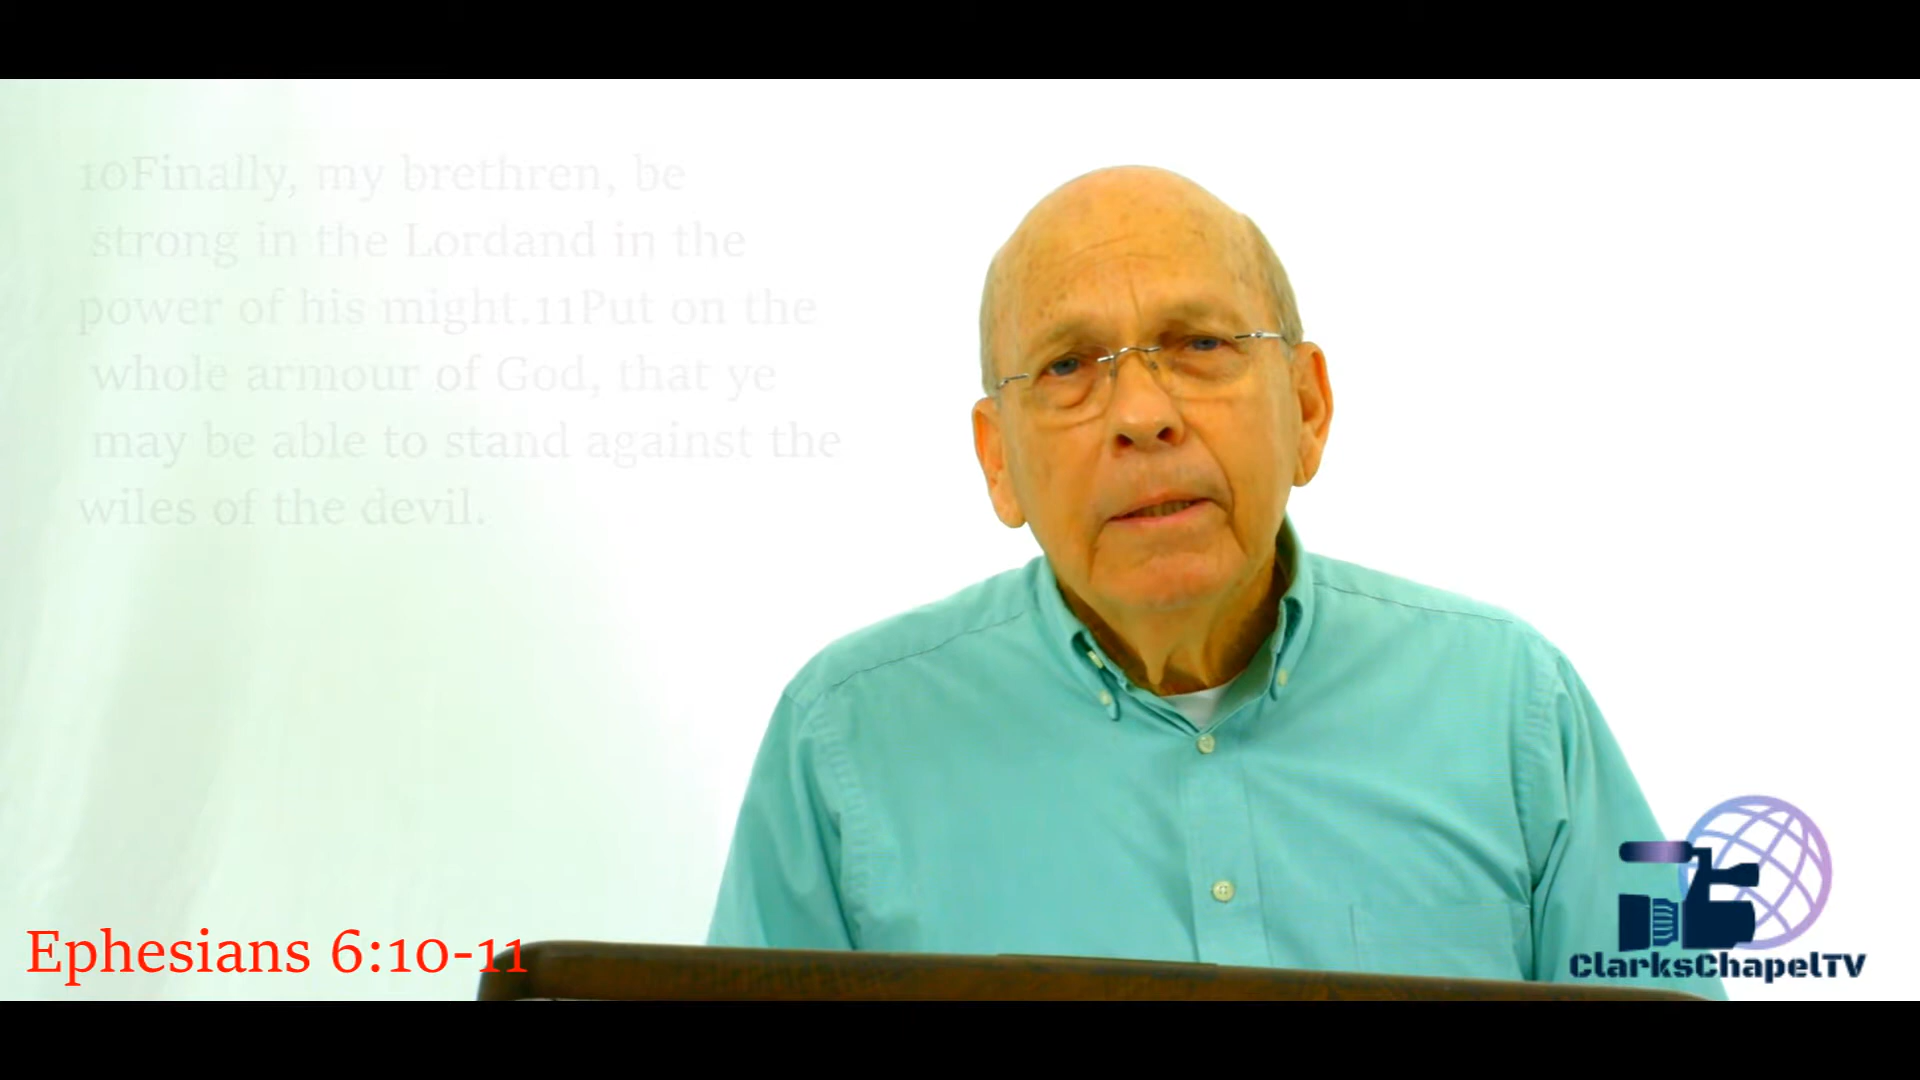 10Finally, my brethren, be
strong in the Lordand in the
power of his might.11Put on the
whole armour of God, that ye
may be able to stand against the
wiles of the devil.
Ephesians 6:10-11
ClarksChapelTV